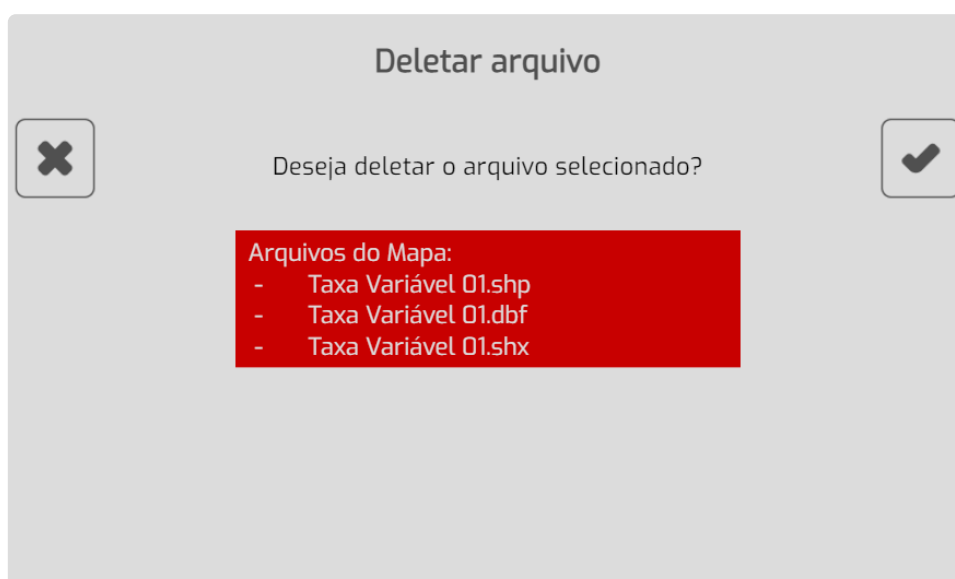 Deletar arquivo
Deseja deletar o arquivo selecionado?
Arquivos do Mapa:
- Taxa Variável 01.shp
- Taxa Variável 01.dbf
- Taxa Variável 01.shx